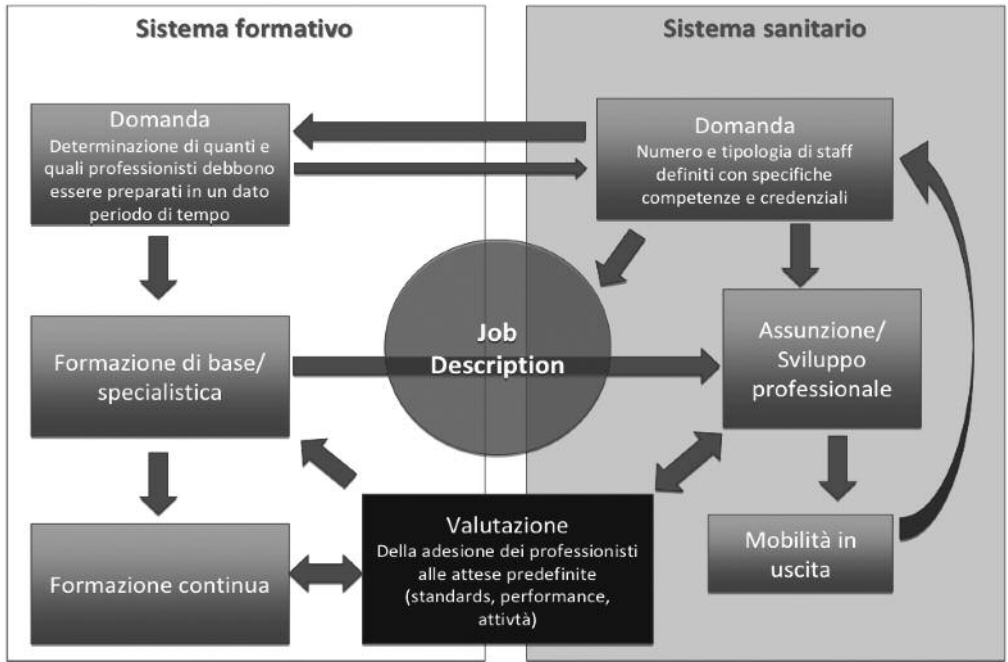 Sistema formativo
Sistema sanitario
Domanda
Determinazione di quanti e
quali professionisti debbono
essere preparati in un dato
periodo di tempo
Domanda
Numero e tipologia di staff
definiti con specifiche
competenze e credenziali
Job
Description
Formazione di base/
specialistica
Assunzione/
Sviluppo
professionale
Formazione continua
Valutazione
Della adesione dei professionisti
alle attese predefinite
(standards, performance,
attivtà)
Mobilità in
uscita